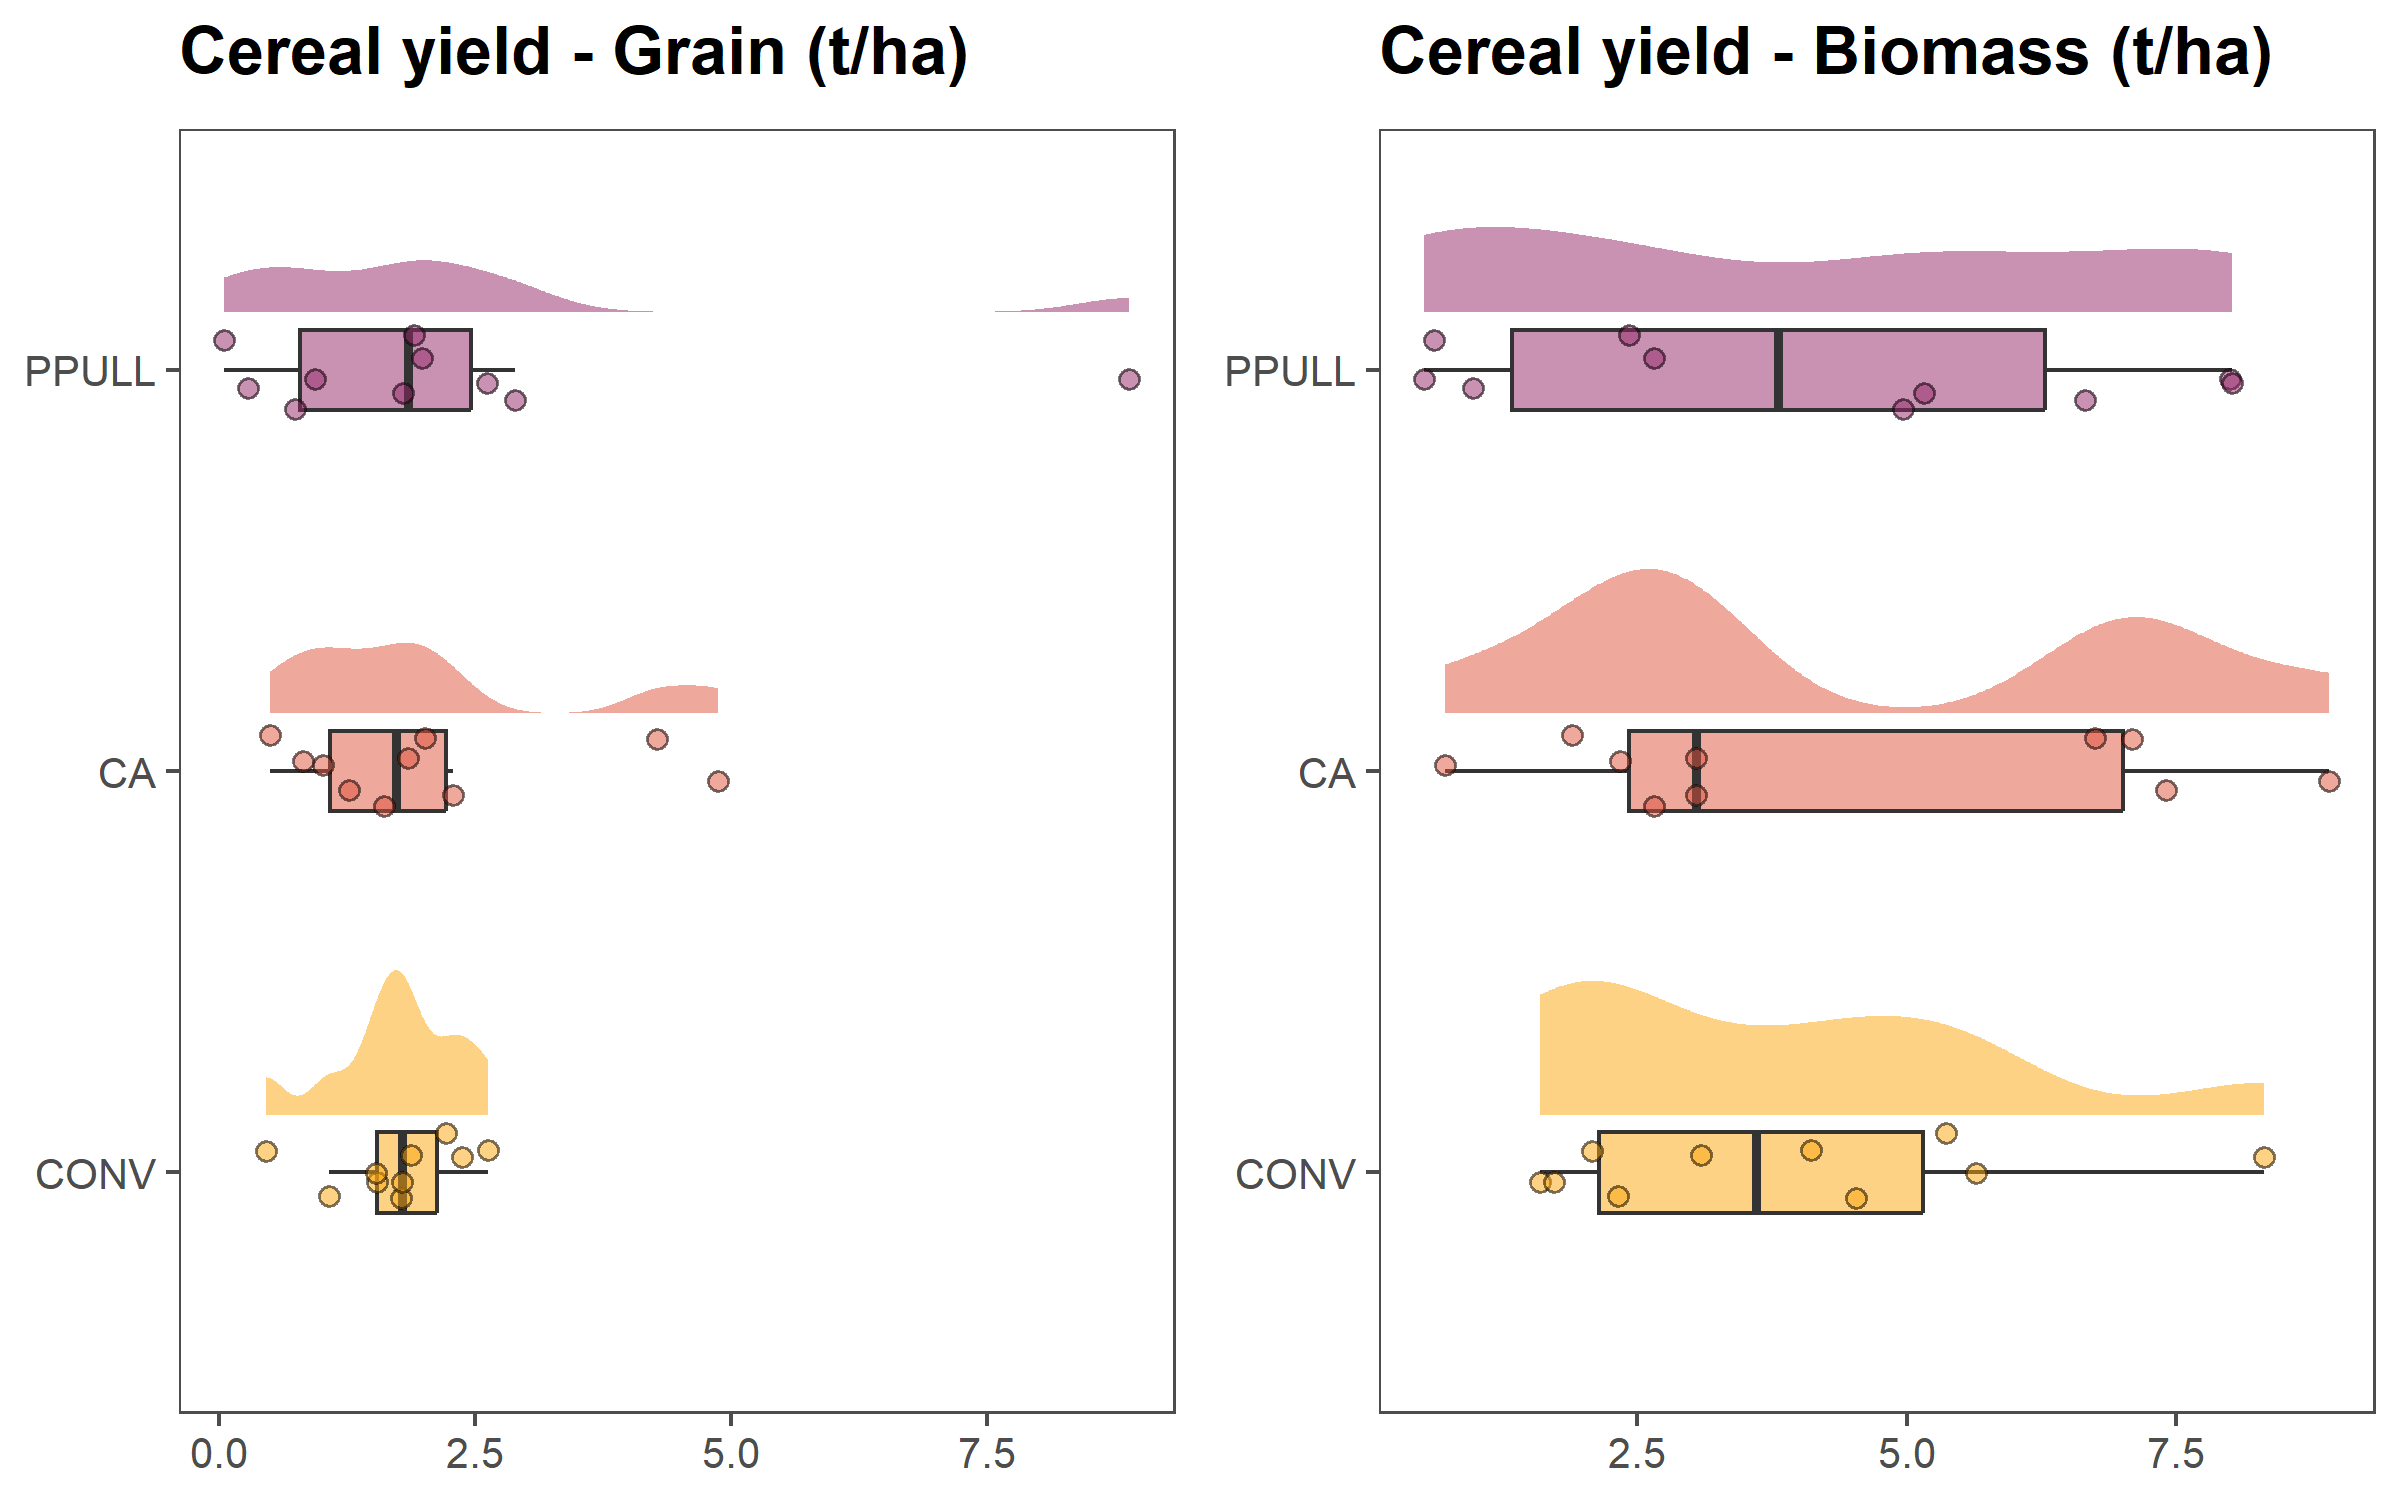 Cereal yield - Grain (t/ha)
PPULL
CA
CONV
0.0 2.5 5.0 7.5
Cereal yield - Biomass (t/ha)
PPULL
CA
CONV
2.5 5.0 7.5